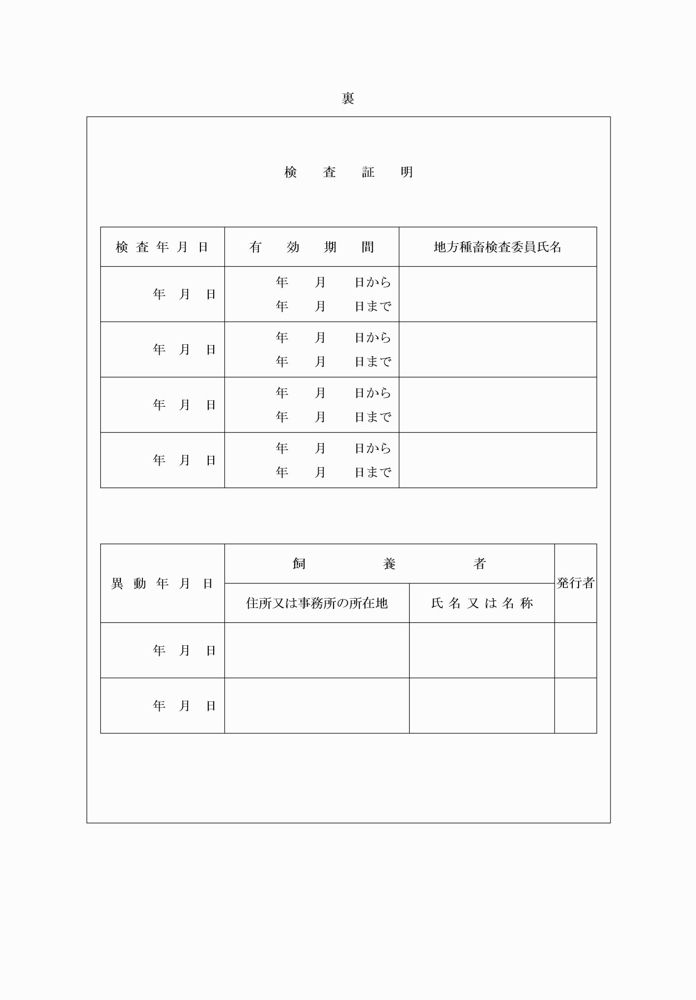 裏
検査証明
検査年月日 有効期間 地方種畜検査委員氏名
年 月 日 年 月 日から
年 月 日まで
年 月 日 年 月 日から
年 月 日まで
年 月 日 年 月 日から
年 月 日まで
年 月 日 年 月 日から
年 月 日まで
異動年月日 飼養者 発行者
住所又は事務所の所在地 氏名又は名称
年 月 日
年 月 日